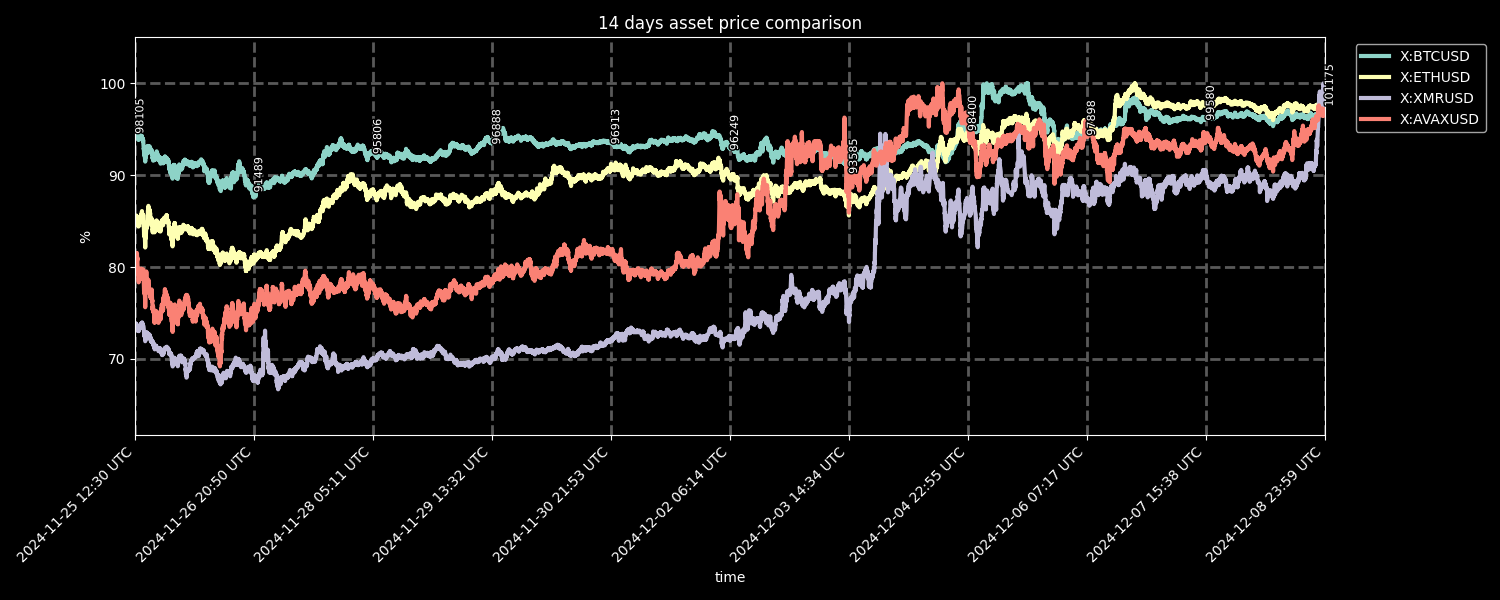 14 days asset price comparison
X:BTCUSD
X:ETHUSD
X:XMRUSD
X:AVAXUSD
%
100
90
80
70
98105
91489
95806
96888
96913
96249
93585
98400
97898
99580
101175
2024-11-25 12:30 UTC
2024-11-26 20:50 UTC
2024-11-28 05:11 UTC
2024-11-29 13:32 UTC
2024-11-30 21:53 UTC
2024-12-02 06:14 UTC
2024-12-03 14:34 UTC
2024-12-04 22:55 UTC
2024-12-06 07:17 UTC
2024-12-07 15:38 UTC
2024-12-08 23:59 UTC
time